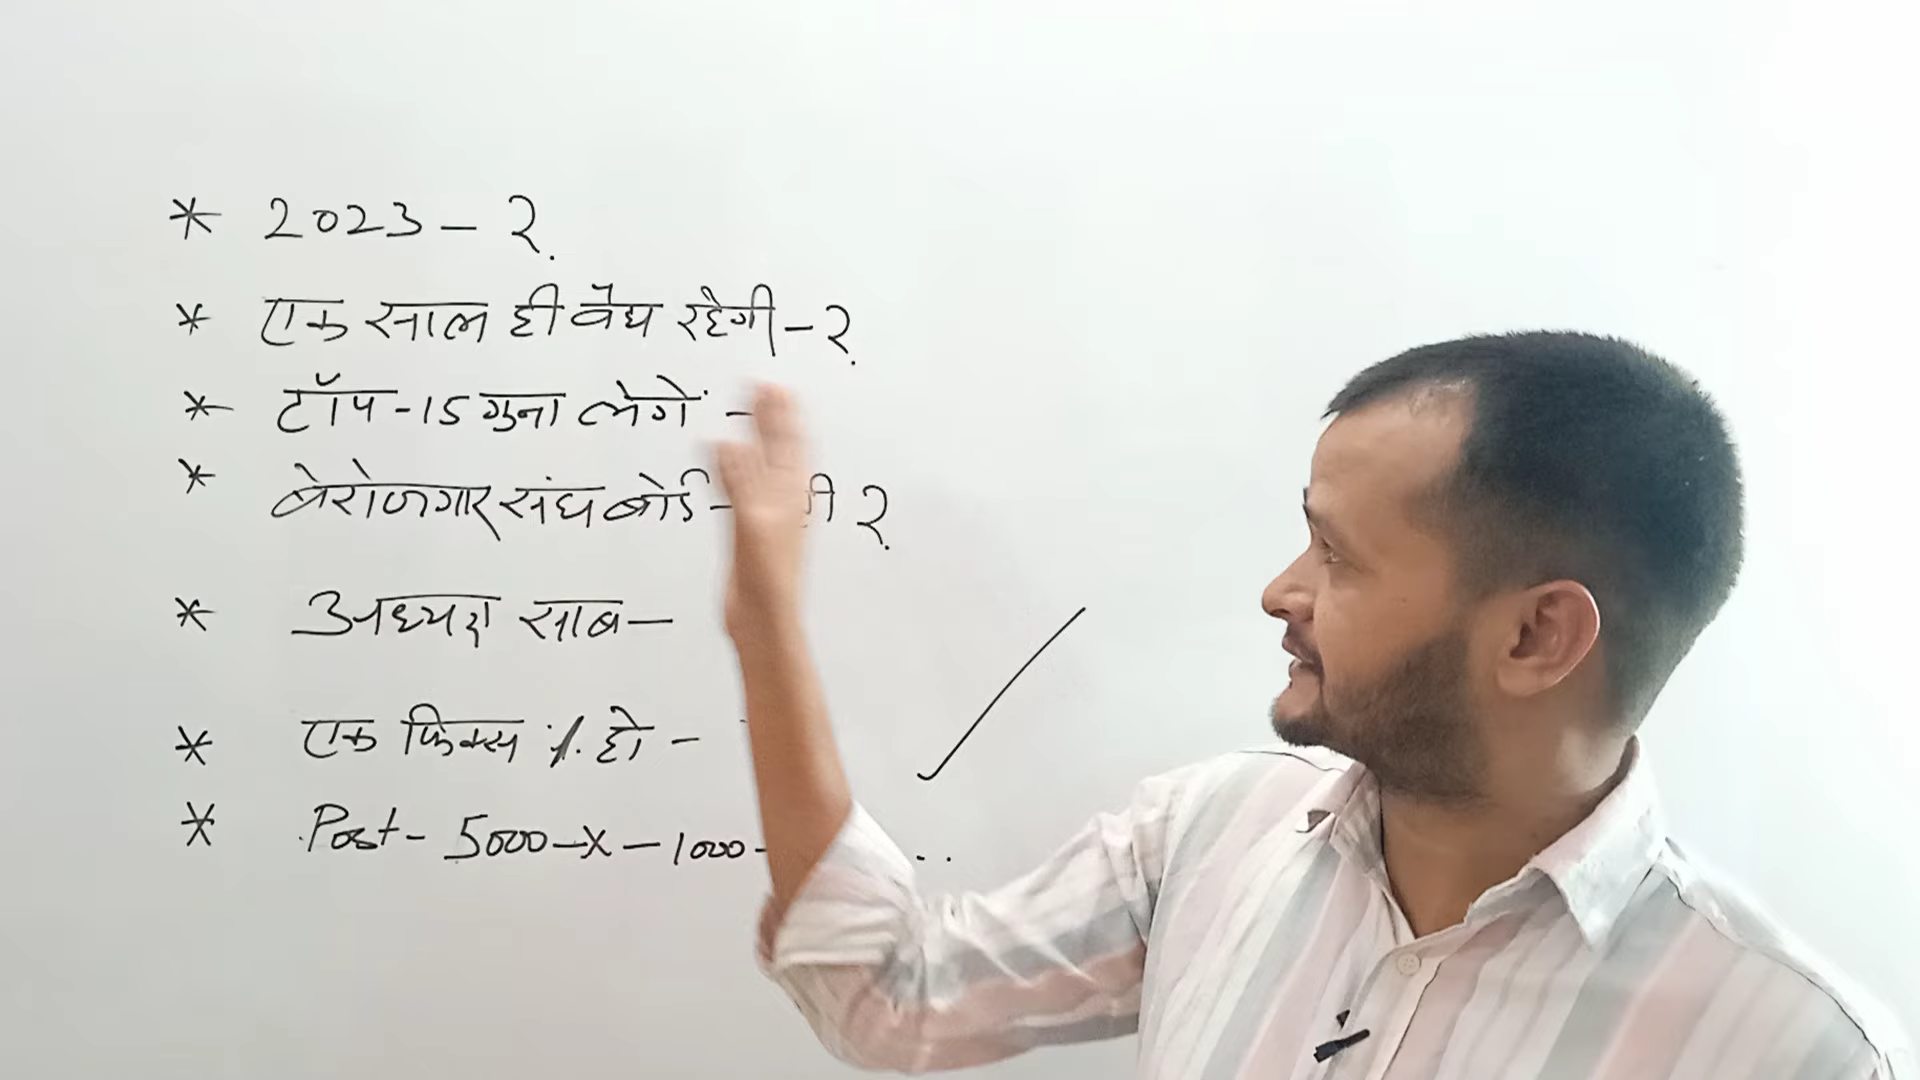 * 2023 - ?
* एक साल ही वैध रहेगी - ?
* टॉप - 15 गुना लेगें -
* बेरोजगार संघ बोर्ड -  ?
* अध्यक्ष साब -
* एक फिक्स % हो -
* Post - 5000 - X - 1000 -